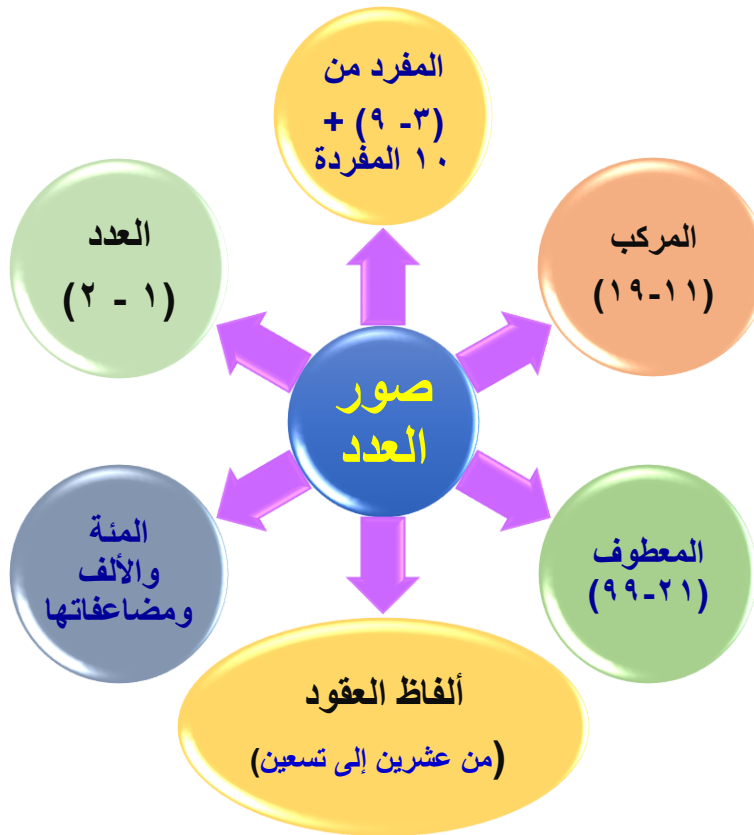 المفرد من
(٣- ٩) +
١٠ المفردة
المركب
(١١-١٩)
العدد
(١ - ٢)
صور
العدد
المعطوف
(٢١-٩٩)
المئة
والألف
ومضاعفاتها
ألفاظ العقود
(من عشرين إلى تسعين)